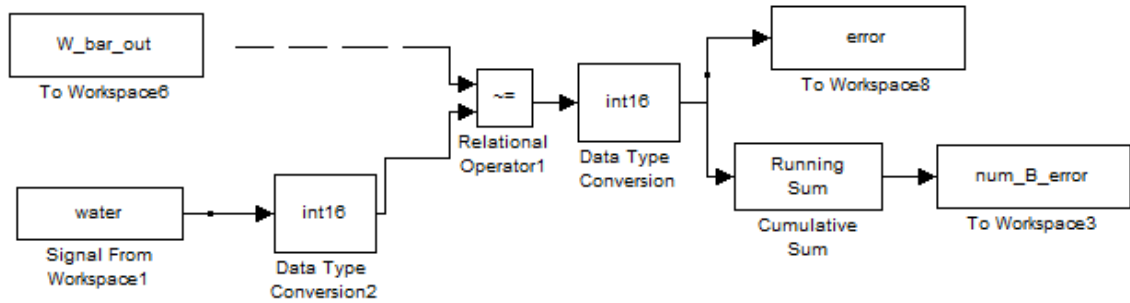 W_bar_out
To Workspace6
water
Signal From
Workspace1
int16
Data Type
Conversion2
~=
Relational
Operator1
int16
Data Type
Conversion
error
To Workspace8
Running
Sum
Cumulative
Sum
num_B_error
To Workspace3